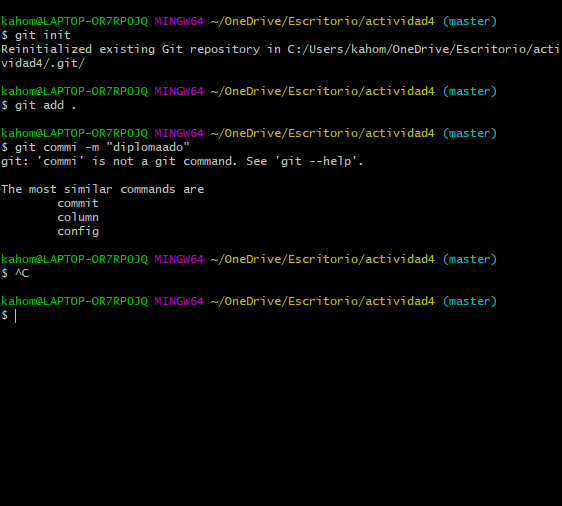 kahom@LAPTOP-OR7RPOJQ MINGW64 ~/OneDrive/Escritorio/actividad4 (master)
$ git init
Reinitialized existing Git repository in C:/Users/kahom/OneDrive/Escritorio/acti
vidad4/.git/
kahom@LAPTOP-OR7RPOJQ MINGW64 ~/OneDrive/Escritorio/actividad4 (master)
$ git add .
kahom@LAPTOP-OR7RPOJQ MINGW64 ~/OneDrive/Escritorio/actividad4 (master)
$ git commi -m "diplomaado"
git: 'commi' is not a git command. See 'git --help'.
The most similar commands are
commit
column
config
kahom@LAPTOP-OR7RPOJQ MINGW64 ~/OneDrive/Escritorio/actividad4 (master)
$ ^C
kahom@LAPTOP-OR7RPOJQ MINGW64 ~/OneDrive/Escritorio/actividad4 (master)
$